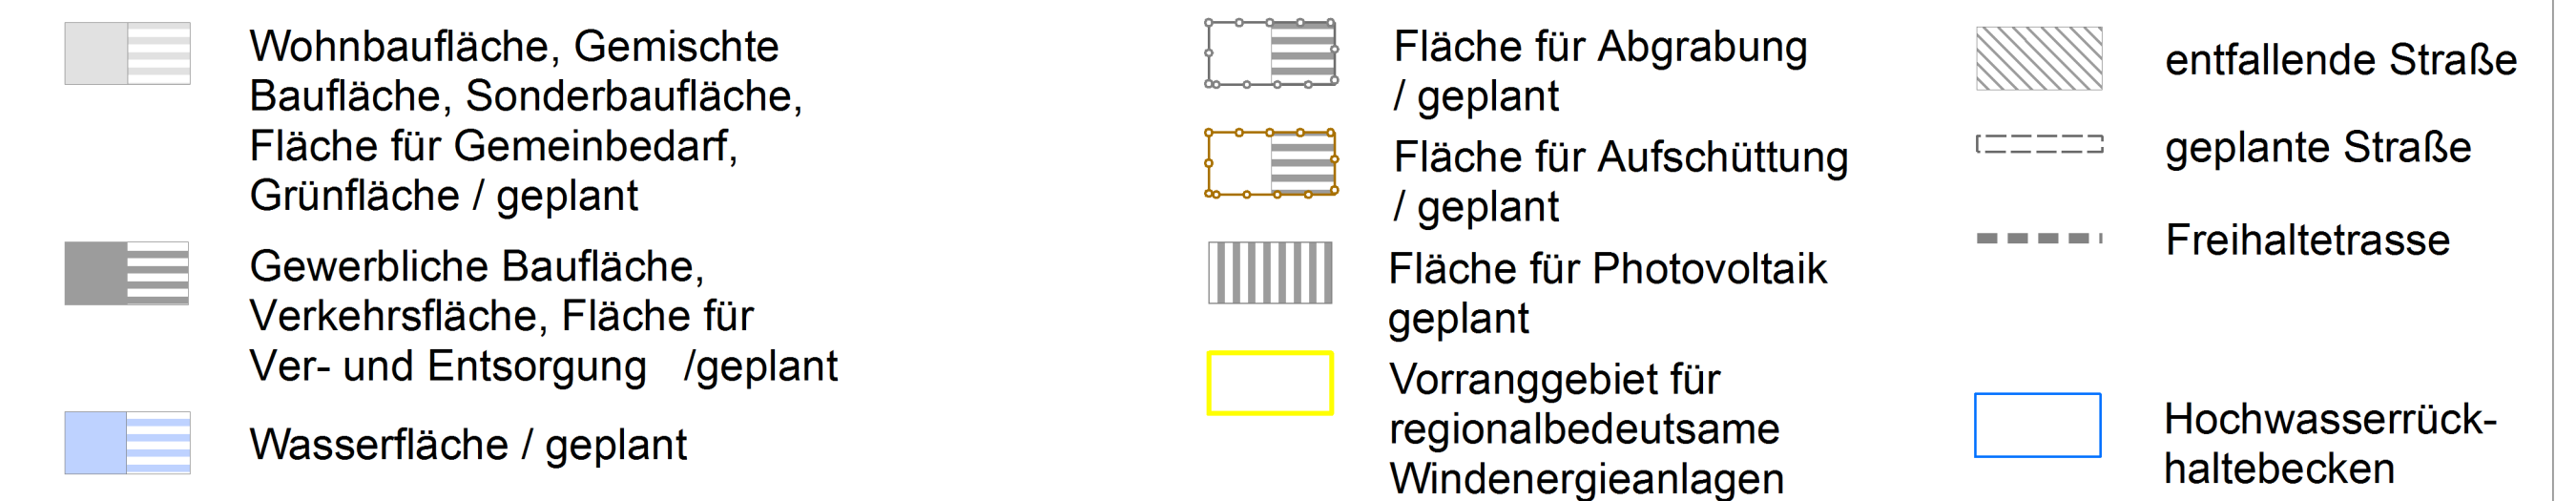 Wohnbaufläche, Gemischte
Baufläche, Sonderbaufläche,
Fläche für Gemeinbedarf,
Grünfläche / geplant
Gewerbliche Baufläche,
Verkehrsfläche, Fläche für
Ver- und Entsorgung /geplant
Wasserfläche / geplant
Fläche für Abgrabung
/ geplant
Fläche für Aufschüttung
/ geplant
Fläche für Photovoltaik
geplant
Vorranggebiet für
regionalbedeutsame
Windenergieanlagen
entfallende Straße
geplante Straße
Freihaltetrasse
Hochwasserrück-
haltebecken